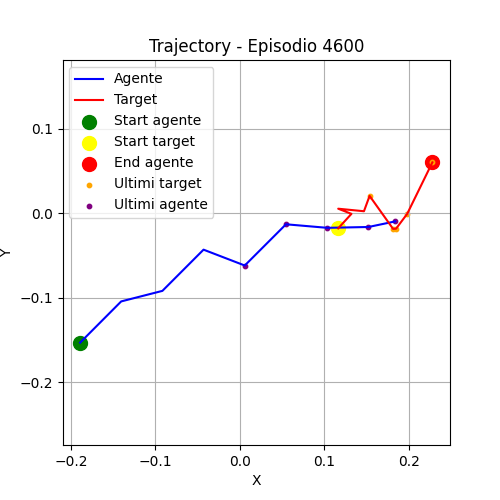 Trajectory - Episodio 4600
Agente
Target
Start agente
Start target
End agente
Ultimi target
Ultimi agente
0.1
0.0
−0.1
−0.2
Y
−0.2
−0.1
0.0
0.1
0.2
X